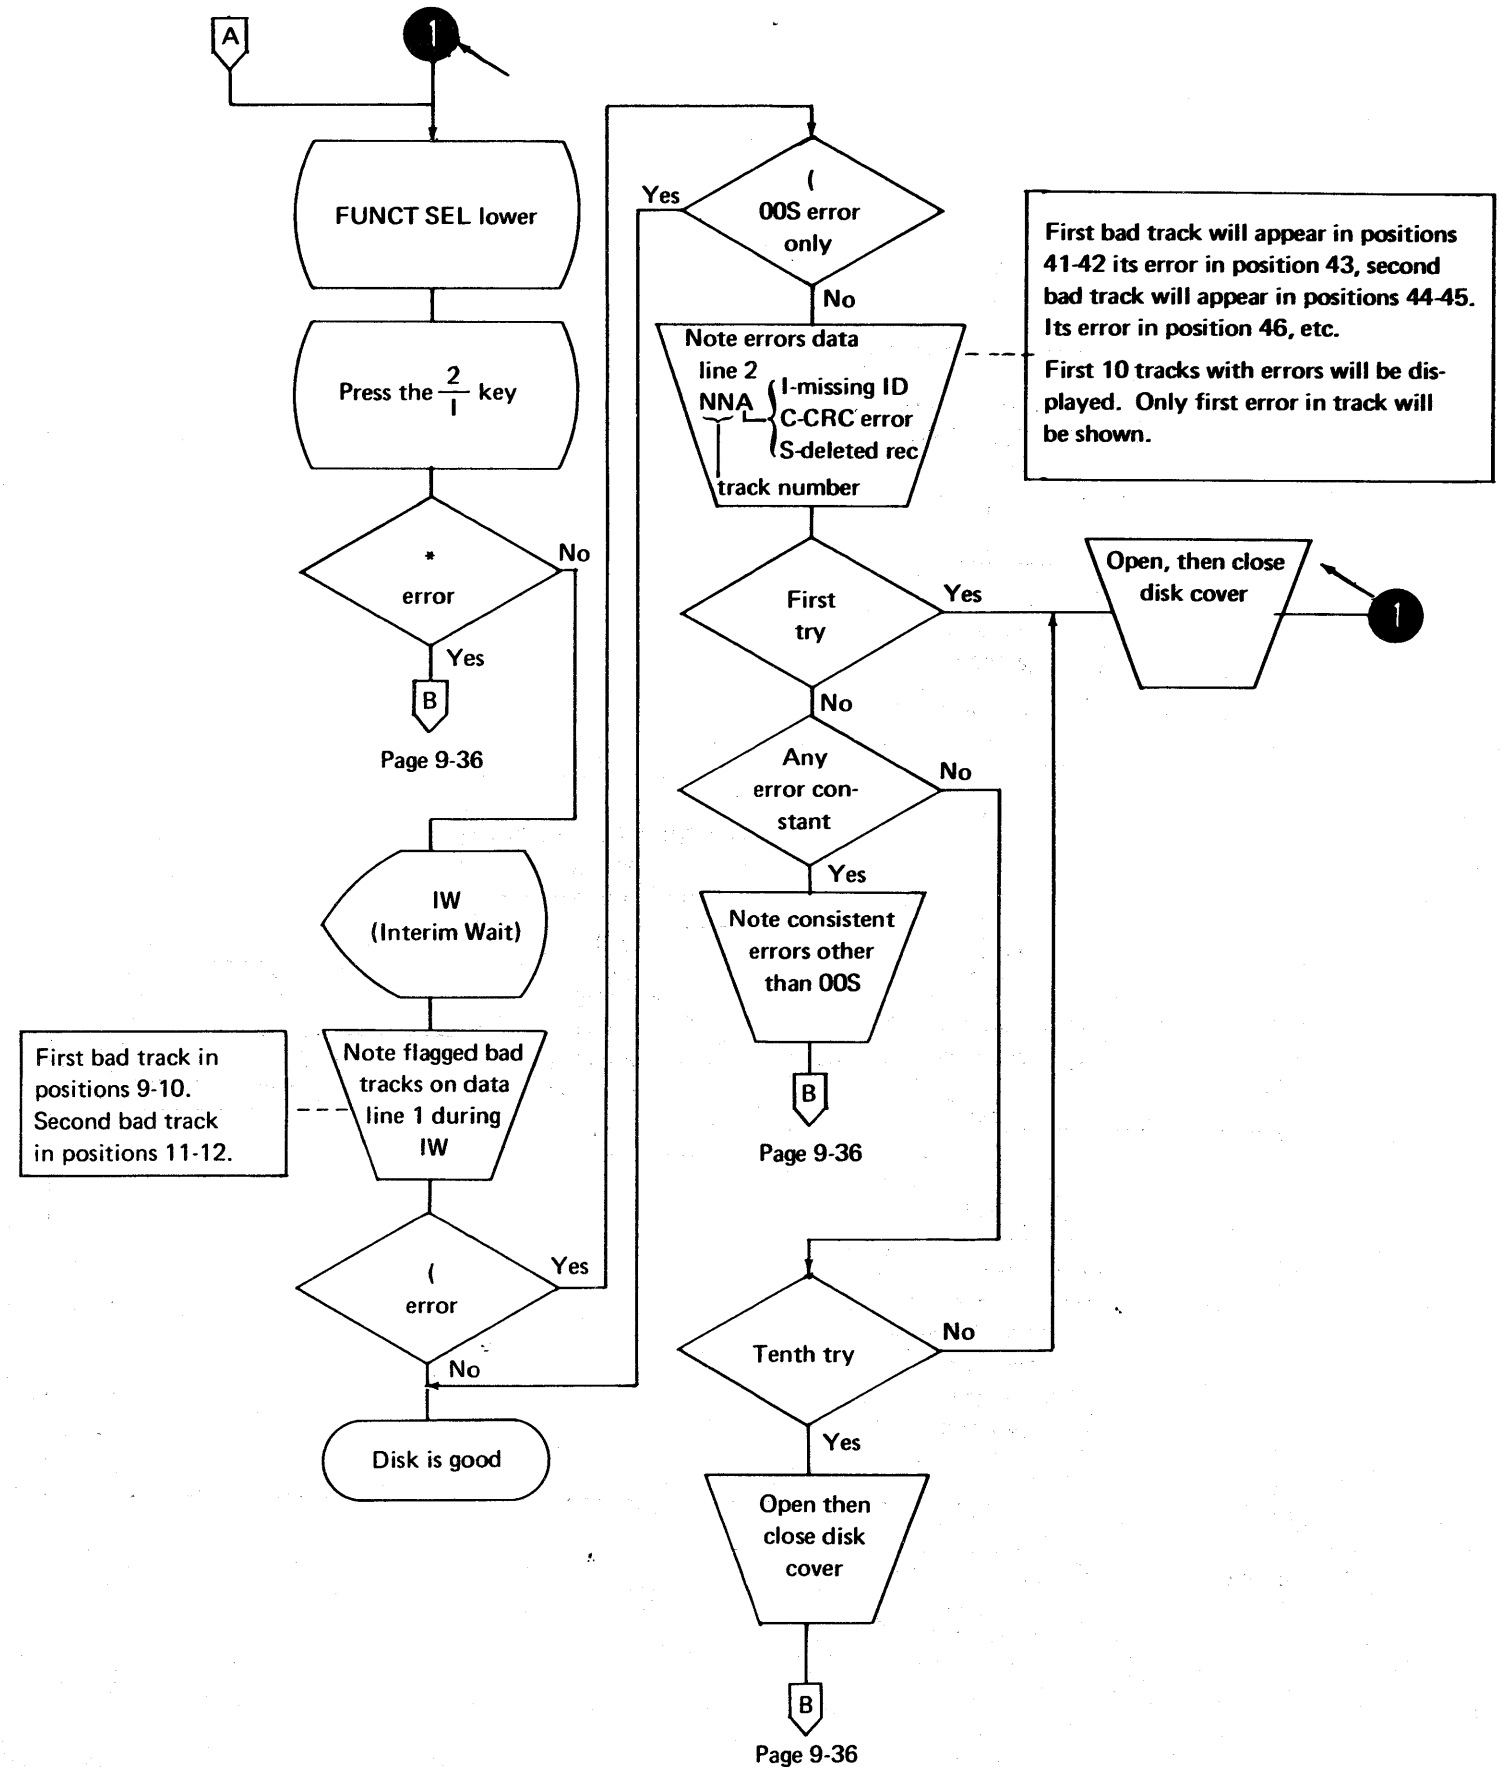 A
1
FUNCT SEL lower
Press the 2/1 key
*
error
No
Yes
B
Page 9-36
IW
(Interim Wait)
First bad track in
positions 9-10.
Second bad track
in positions 11-12.
Note flagged bad
tracks on data
line 1 during
IW
(
error
Yes
No
Disk is good
(
00S error
only
Yes
No
Note errors data
line 2
NNA
I-missing ID
C-CRC error
S-deleted rec
track number
First bad track will appear in positions
41-42 its error in position 43, second
bad track will appear in positions 44-45.
Its error in position 46, etc.
First 10 tracks with errors will be dis-
played. Only first error in track will
be shown.
First
try
Yes
No
Open, then close
disk cover
1
Any
error con-
stant
No
Yes
Note consistent
errors other
than 00S
B
Page 9-36
Tenth try
No
Yes
Open then
close disk
cover
B
Page 9-36